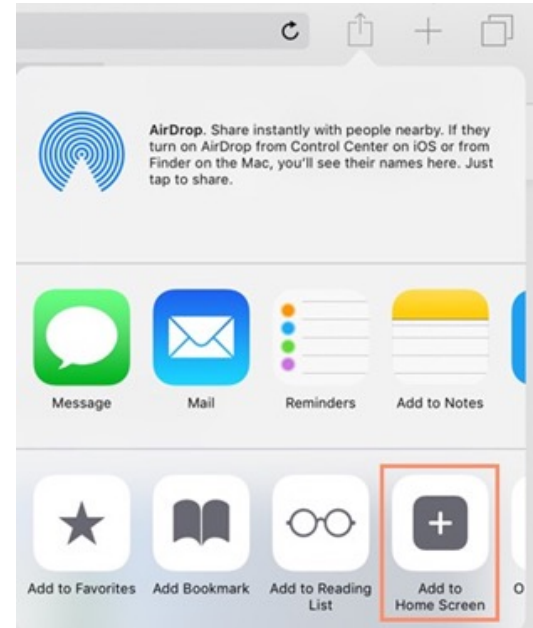 AirDrop. Share instantly with people nearby. If they
turn on AirDrop from Control Center on iOS or from
Finder on the Mac, you'll see their names here. Just
tap to share.
Message
Mail
Reminders
Add to Notes
Add to Favorites
Add Bookmark
Add to Reading
List
Add to
Home Screen